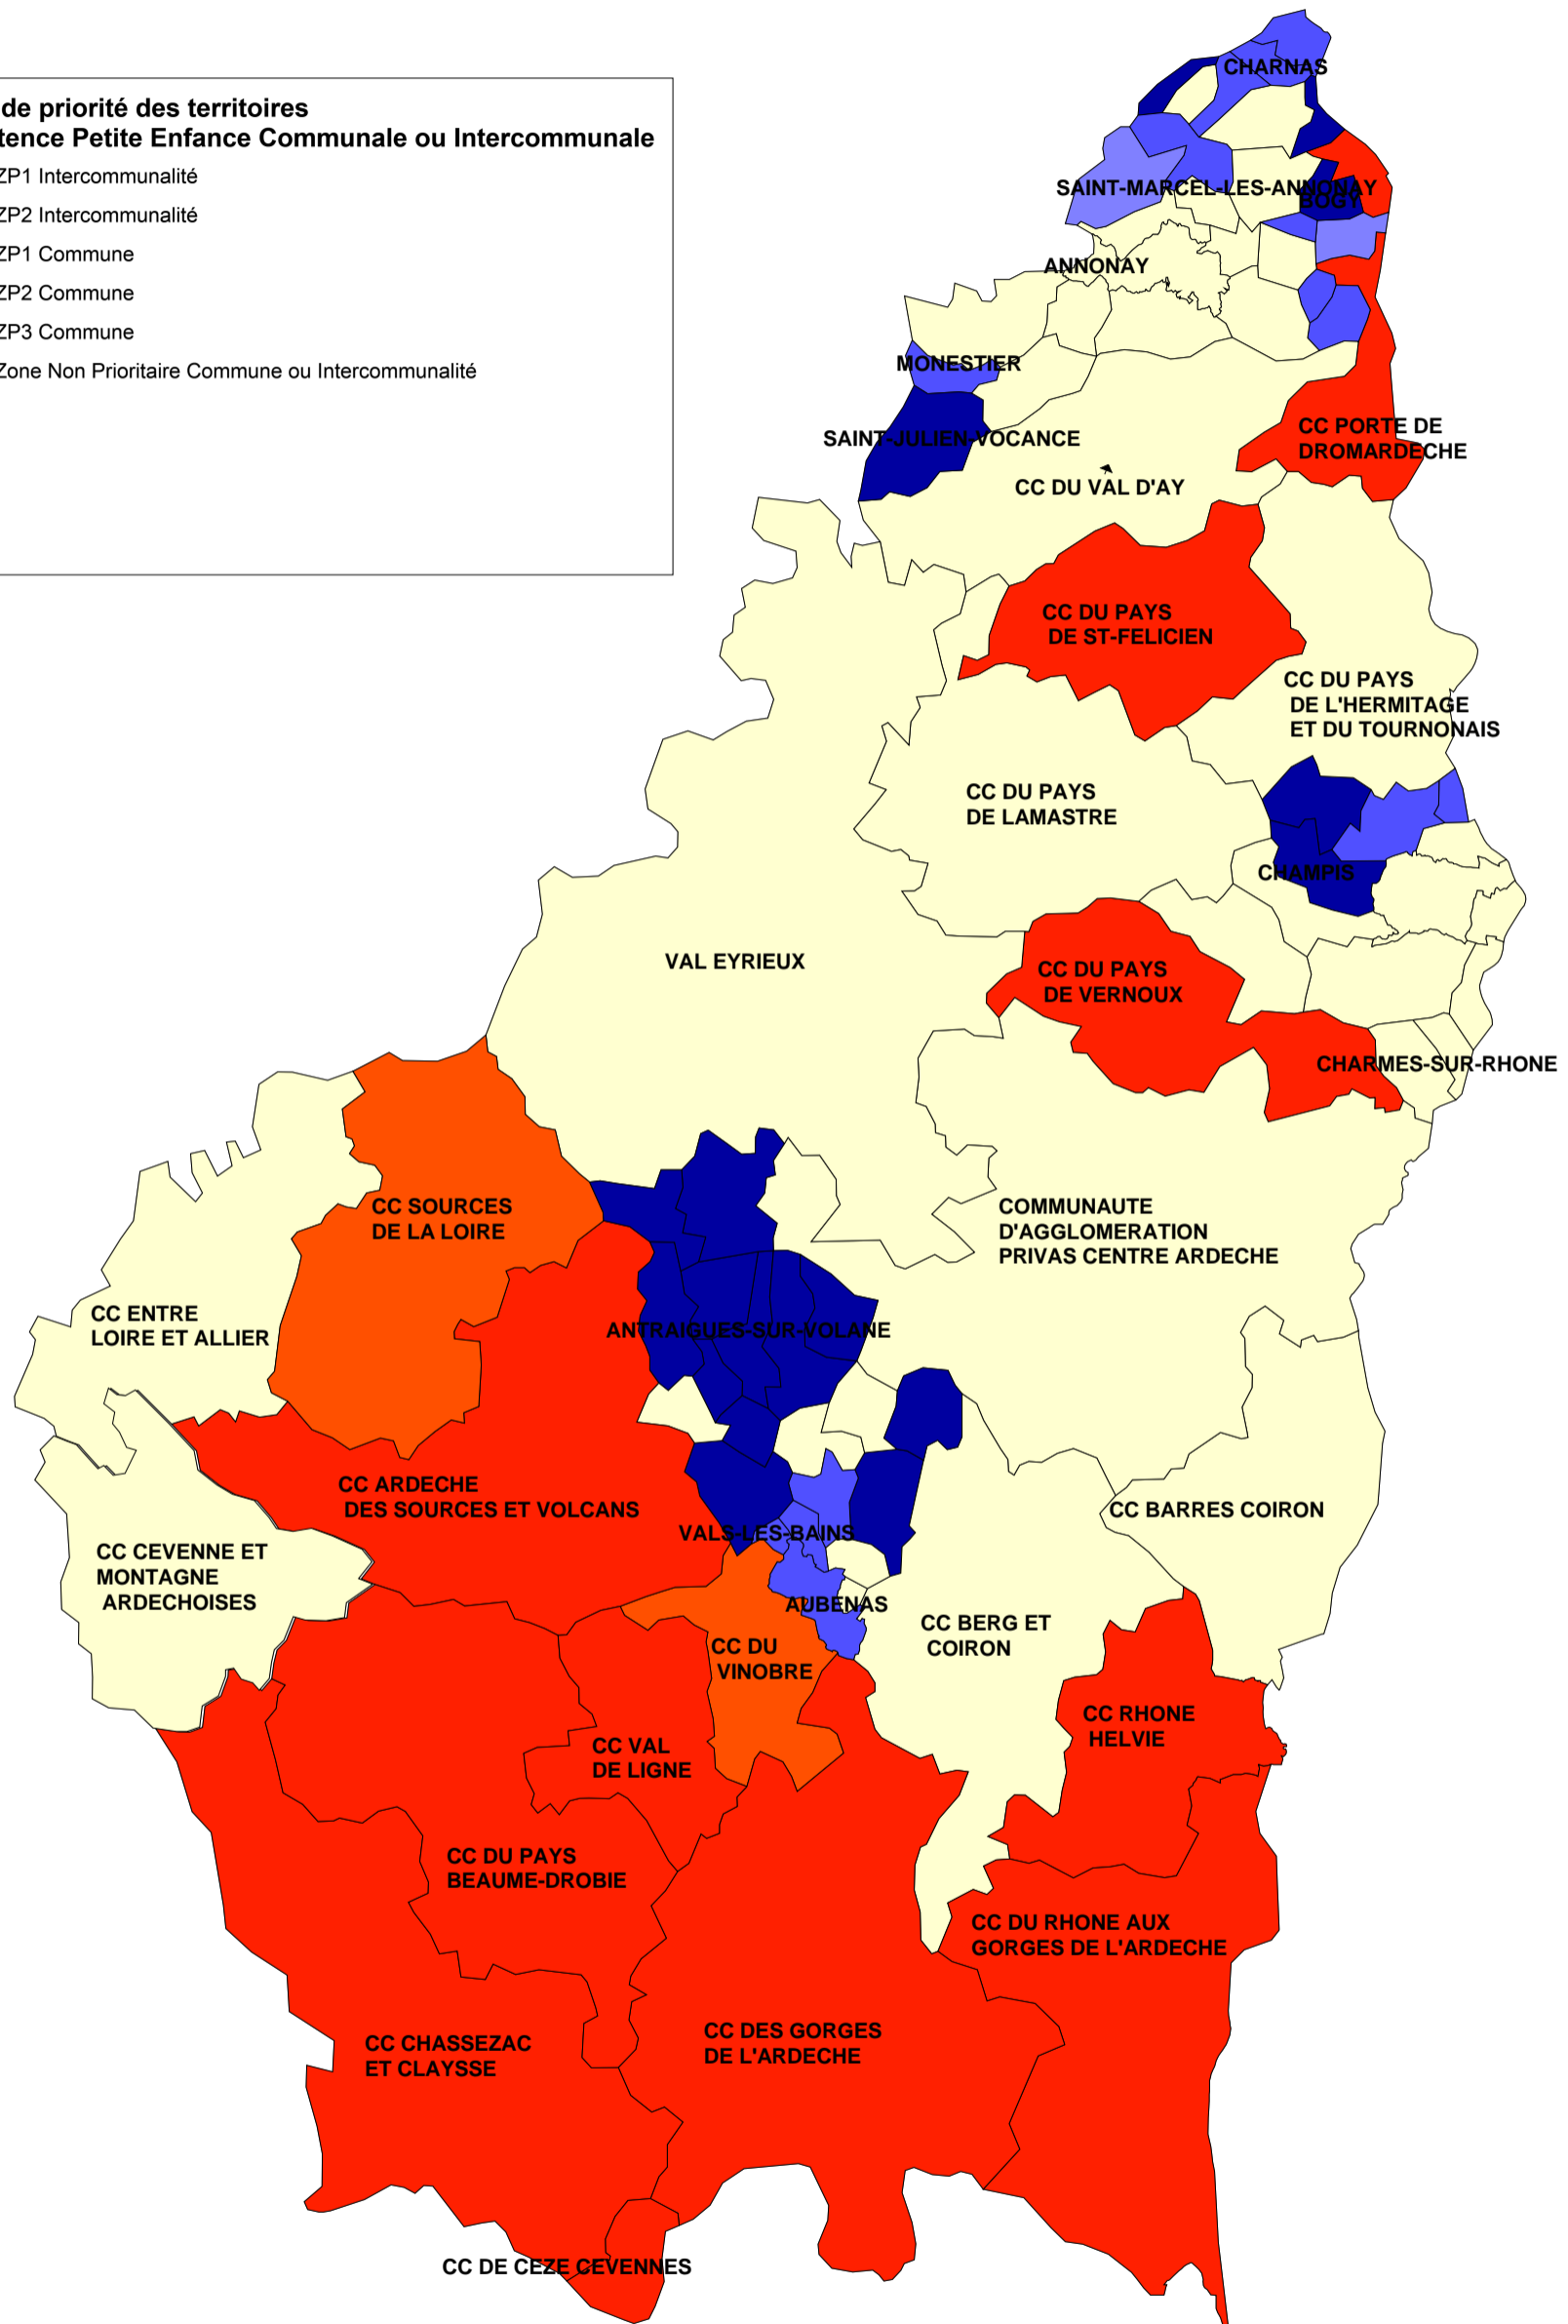 de priorité des territoires
tence Petite Enfance Communale ou Intercommunale
ZP1 Intercommunalité
ZP2 Intercommunalité
ZP1 Commune
ZP2 Commune
ZP3 Commune
Zone Non Prioritaire Commune ou Intercommunalité
CHARNAS
SAINT-MARCEL-LES-ANNONAY
BOGY
ANNONAY
MONESTIER
SAINT-JULIEN-VOCANCE
CC PORTE DE
DROMARDECHE
CC DU VAL D'AY
CC DU PAYS
DE ST-FELICIEN
CC DU PAYS
DE L'HERMITAGE
ET DU TOURNONAIS
CC DU PAYS
DE LAMASTRE
CHAMPIS
VAL EYRIEUX
CC DU PAYS
DE VERNOUX
CHARMES-SUR-RHONE
CC SOURCES
DE LA LOIRE
COMMUNAUTE
D'AGGLOMERATION
PRIVAS CENTRE ARDECHE
CC ENTRE
LOIRE ET ALLIER
ANTRAIGUES-SUR-VOLANE
CC ARDECHE
DES SOURCES ET VOLCANS
CC BARRES COIRON
VALS-LES-BAINS
CC CEVENNE ET
MONTAGNE
ARDECHOISES
AUBENAS
CC BERG ET
COIRON
CC DU
VINOBRE
CC RHONE
HELVIE
CC VAL
DE LIGNE
CC DU PAYS
BEAUME-DROBIE
CC DU RHONE AUX
GORGES DE L'ARDECHE
CC DES GORGES
DE L'ARDECHE
CC CHASSEZAC
ET CLAYSSE
CC DE CEZE CEVENNES